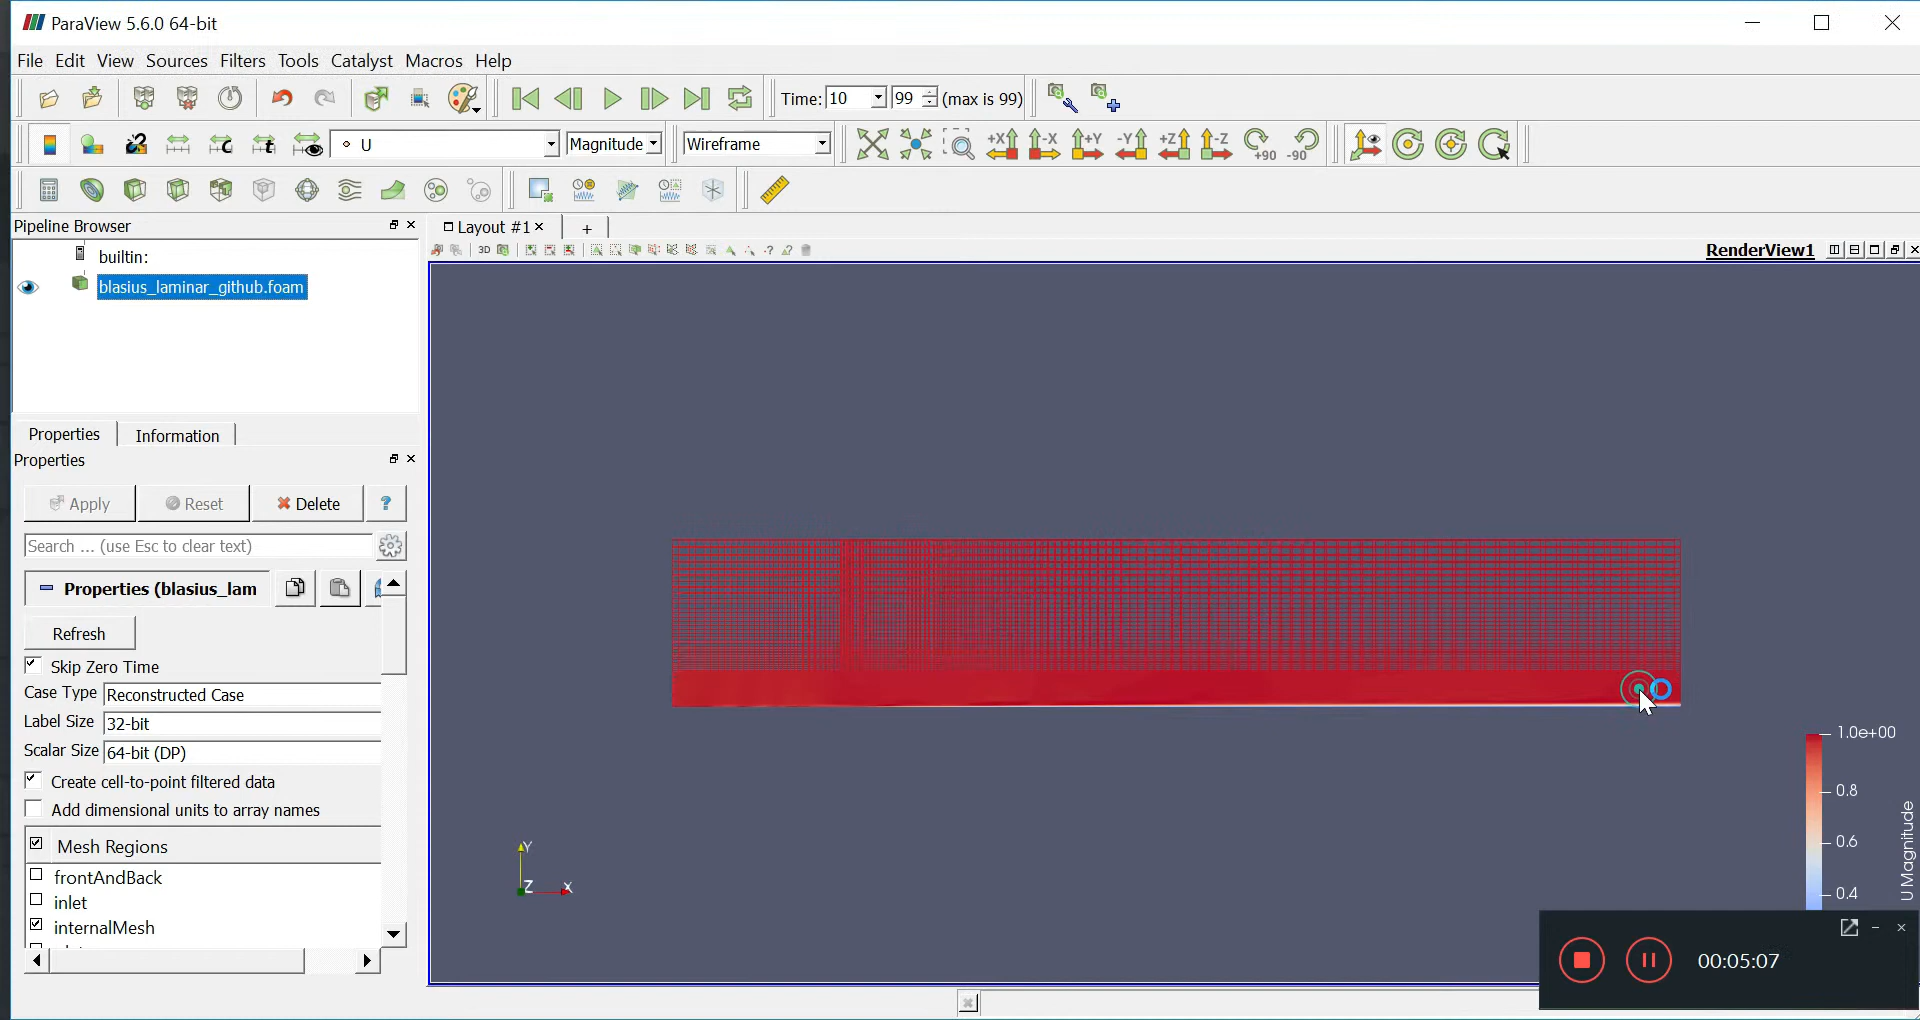 ParaView 5.6.0 64-bit
File Edit View Sources Filters Tools Catalyst Macros Help
Time: 10 99 (max is 99)
U Magnitude Wireframe +X -X +Y -Y +Z -Z +90 -90
Pipeline Browser
Layout #1 +
3D
RenderView1
builtin:
blasius_laminar_github.foam
Properties Information
Properties
Apply Reset Delete ?
Search ... (use Esc to clear text)
Properties (blasius_lam
Refresh
Skip Zero Time
Case Type Reconstructed Case
Label Size 32-bit
Scalar Size 64-bit (DP)
Create cell-to-point filtered data
Add dimensional units to array names
Mesh Regions
frontAndBack
inlet
internalMesh
Y
Z X
1.0e+00
0.8
0.6
0.4
U Magnitude
00:05:07